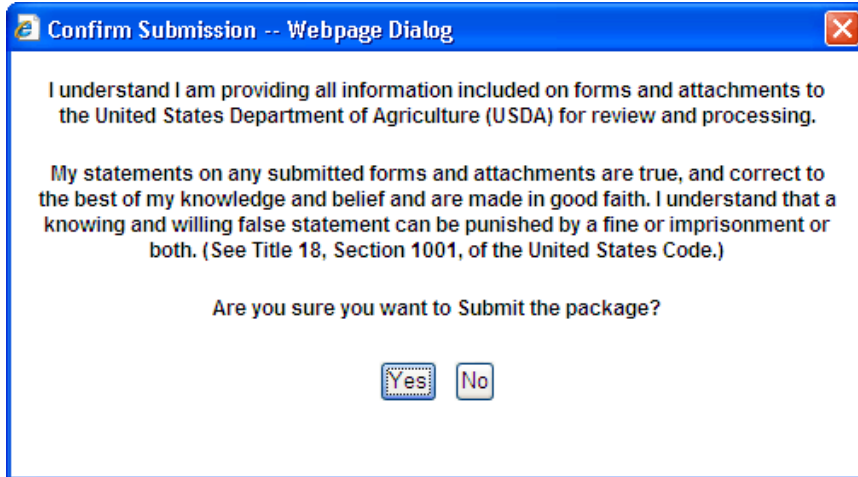 Confirm Submission -- Webpage Dialog
I understand I am providing all information included on forms and attachments to
the United States Department of Agriculture (USDA) for review and processing.
My statements on any submitted forms and attachments are true, and correct to
the best of my knowledge and belief and are made in good faith. I understand that a
knowing and willing false statement can be punished by a fine or imprisonment or
both. (See Title 18, Section 1001, of the United States Code.)
Are you sure you want to Submit the package?
Yes No